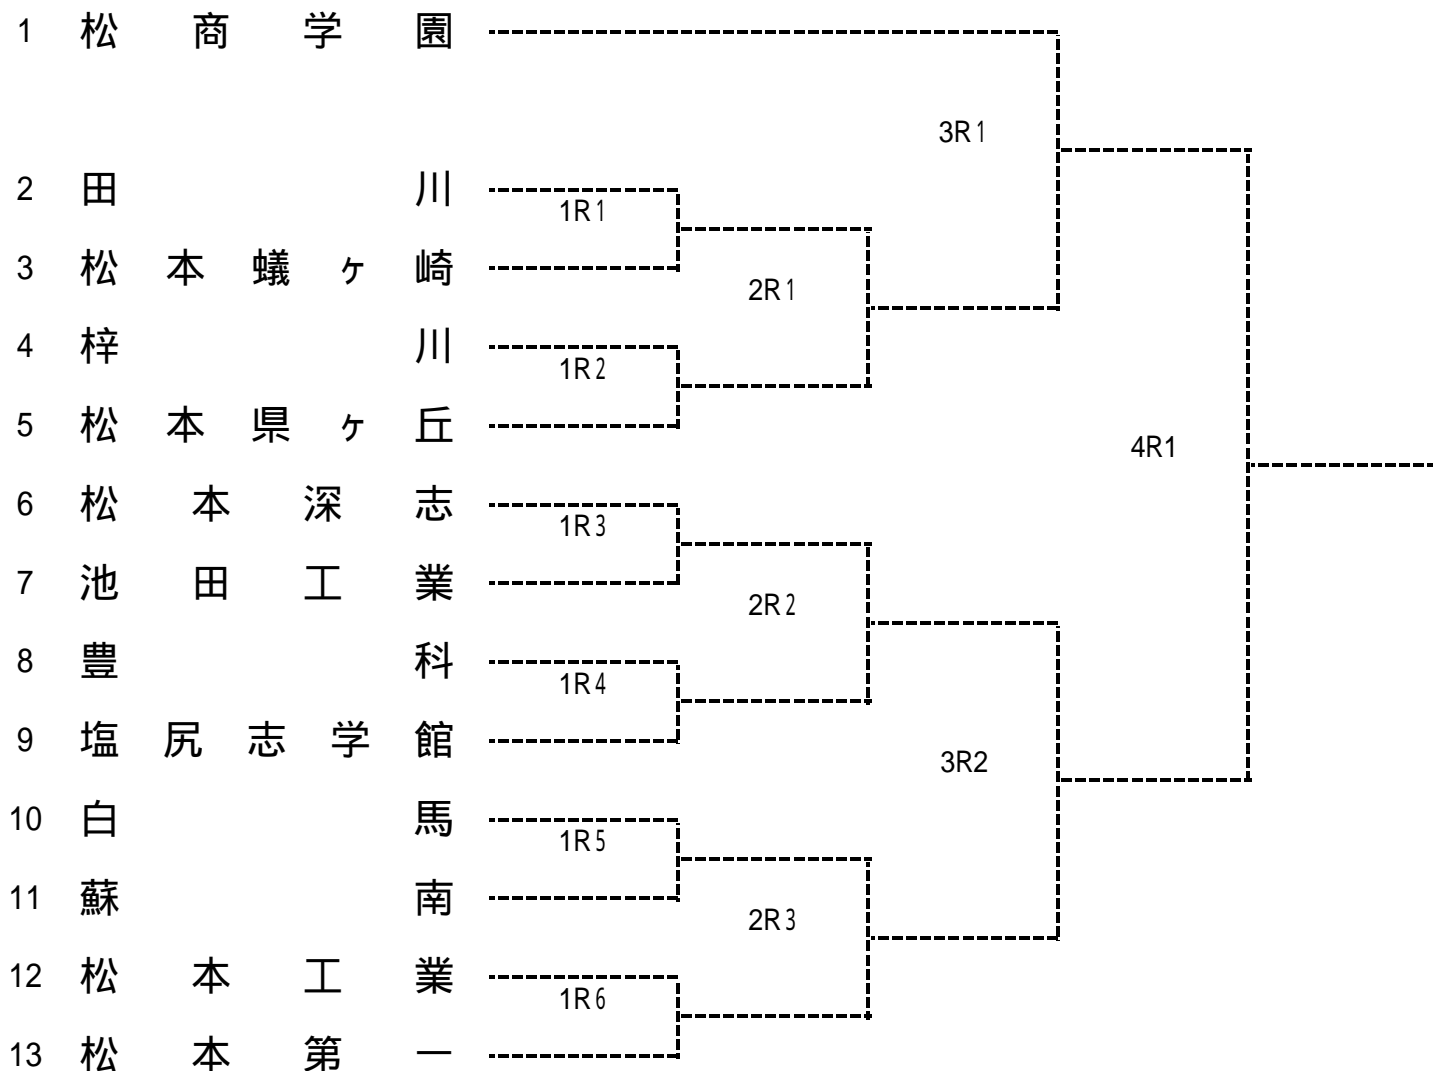 1 松商学園
3R1
2 田川
1R1
3 松本蟻ヶ崎
2R1
4 梓川
1R2
5 松本県ヶ丘
4R1
6 松本深志
1R3
7 池田工業
2R2
8 豊科
1R4
9 塩尻志学館
3R2
10 白馬
1R5
11 蘇南
2R3
12 松本工業
1R6
13 松本第一